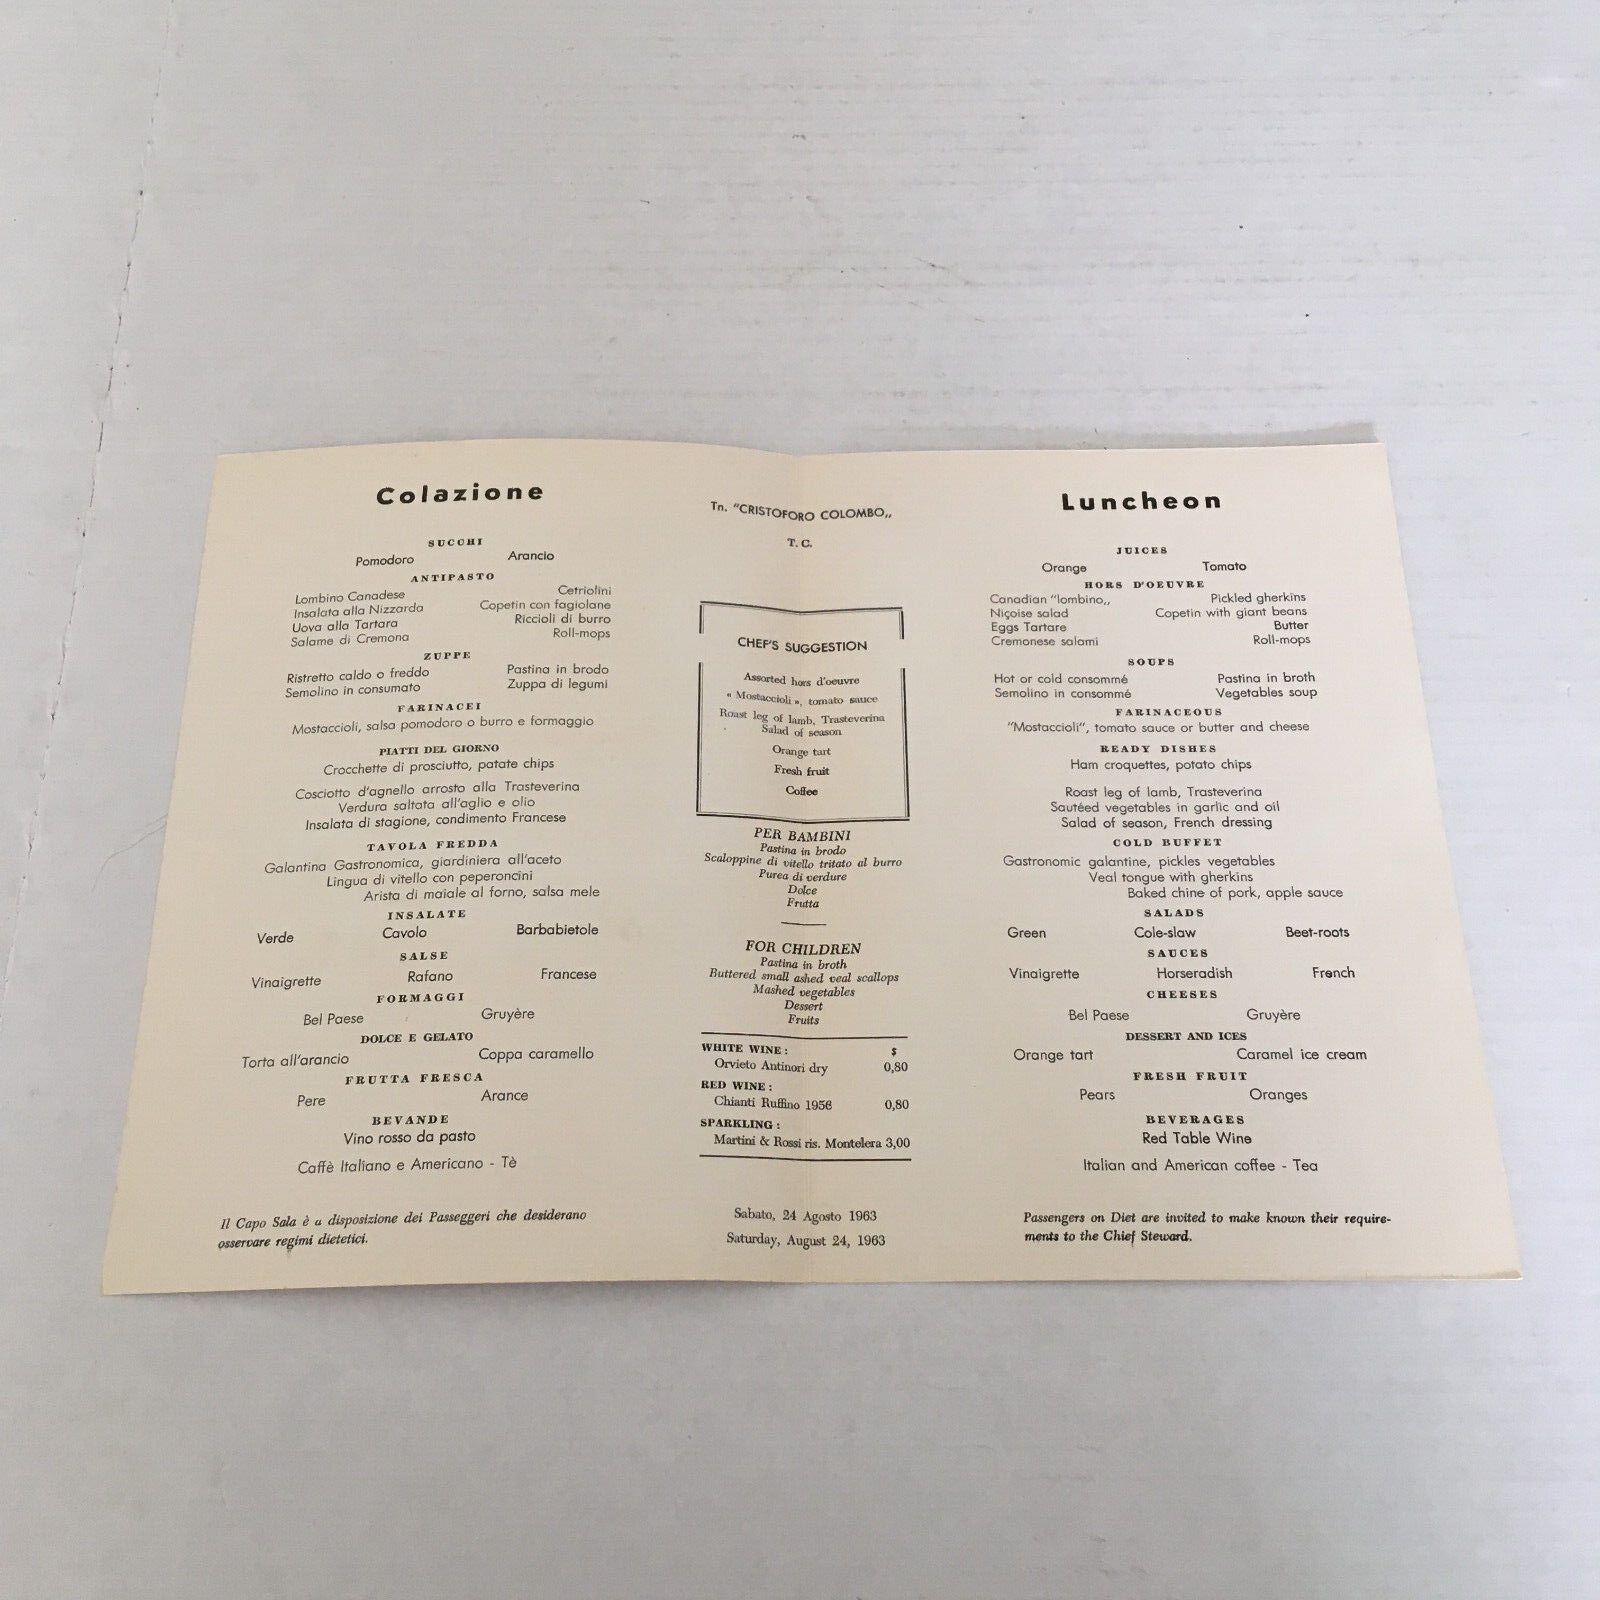 Colazione
SUCCHI
Pomodoro Arancio
ANTIPASTO
Lombino Canadese Cetriolini
Insalata alla Nizzarda Copetin con fagiolane
Uova alla Tartara Riccioli di burro
Salame di Cremona Roll-mops
ZUPPE
Ristretto caldo o freddo Pastina in brodo
Semolino in consumato Zuppa di legumi
FARINACEI
Mostaccioli, salsa pomodoro o burro e formaggio
PIATTI DEL GIORNO
Crocchette di prosciutto, patate chips
Cosciotto d'agnello arrosto alla Trasteverina
Verdura saltata all'aglio e olio
Insalata di stagione, condimento Francese
TAVOLA FREDDA
Galantina Gastronomica, giardiniera all'aceto
Lingua di vitello con peperoncini
Arista di maiale al forno, salsa mele
INSALATE
Verde Cavolo Barbabietole
SALSE
Vinaigrette Rafano Francese
FORMAGGI
Bel Paese Gruyère
DOLCE E GELATO
Torta all'arancio Coppa caramello
FRUTTA FRESCA
Pere Arance
BEVANDE
Vino rosso da pasto
Caffè Italiano e Americano - Tè
Il Capo Sala è a disposizione dei Passeggeri che desiderano
osservare regimi dietetici.
Tn. "CRISTOFORO COLOMBO,,
T. C.
CHEF'S SUGGESTION
Assorted hors d'oeuvre
« Mostaccioli », tomato sauce
Roast leg of lamb, Trasteverina
Salad of season
Orange tart
Fresh fruit
Coffee
PER BAMBINI
Pastina in brodo
Scaloppine di vitello tritato al burro
Purea di verdure
Dolce
Frutta
FOR CHILDREN
Pastina in broth
Buttered small ashed veal scallops
Mashed vegetables
Dessert
Fruits
WHITE WINE : $
Orvieto Antinori dry 0,80
RED WINE :
Chianti Ruffino 1956 0,80
SPARKLING :
Martini & Rossi ris. Montelera 3,00
Sabato, 24 Agosto 1963
Saturday, August 24, 1963
Luncheon
JUICES
Orange Tomato
HORS D'OEUVRE
Canadian "lombino,, Pickled gherkins
Niçoise salad Copetin with giant beans
Eggs Tartare Butter
Cremonese salami Roll-mops
SOUPS
Hot or cold consommé Pastina in broth
Semolino in consommé Vegetables soup
FARINACEOUS
"Mostaccioli", tomato sauce or butter and cheese
READY DISHES
Ham croquettes, potato chips
Roast leg of lamb, Trasteverina
Sautéed vegetables in garlic and oil
Salad of season, French dressing
COLD BUFFET
Gastronomic galantine, pickles vegetables
Veal tongue with gherkins
Baked chine of pork, apple sauce
SALADS
Green Cole-slaw Beet-roots
SAUCES
Vinaigrette Horseradish French
CHEESES
Bel Paese Gruyère
DESSERT AND ICES
Orange tart Caramel ice cream
FRESH FRUIT
Pears Oranges
BEVERAGES
Red Table Wine
Italian and American coffee - Tea
Passengers on Diet are invited to make known their require-
ments to the Chief Steward.